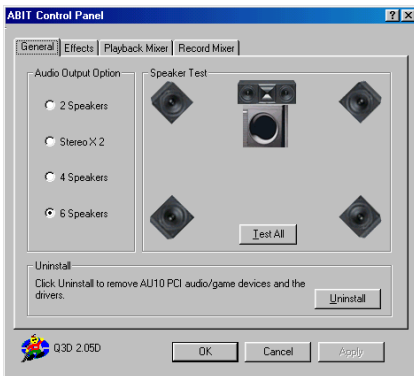 ABIT Control Panel
General Effects Playback Mixer Record Mixer
Audio Output Option
2 Speakers
Stereo X 2
4 Speakers
6 Speakers
Speaker Test
Test All
Uninstall
Click Uninstall to remove AU10 PCI audio/game devices and the
drivers.
Uninstall
Q3D 2.05D
OK Cancel Apply